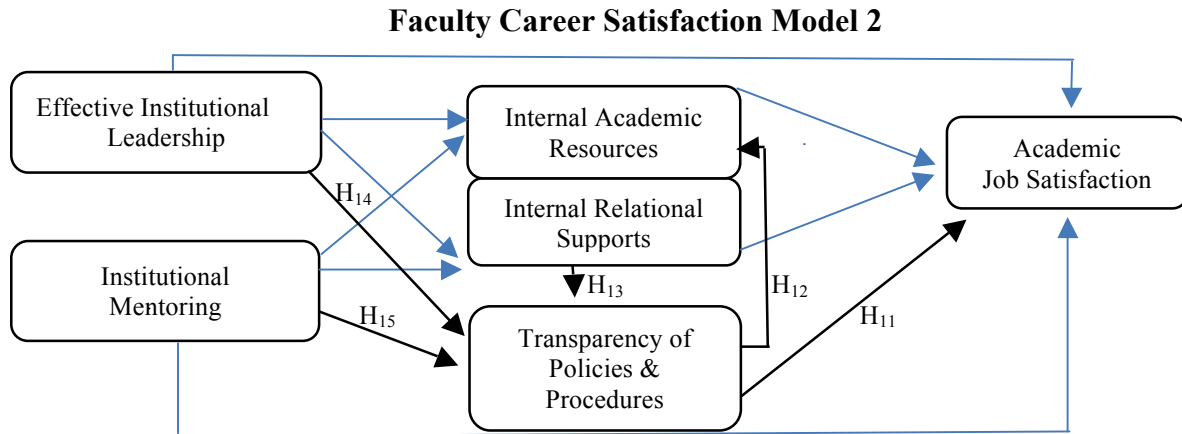 Faculty Career Satisfaction Model 2
Effective Institutional
Leadership
Internal Academic
Resources
Academic
Job Satisfaction
H14
Internal Relational
Supports
Institutional
Mentoring
H13
H12
H15
H11
Transparency of
Policies &
Procedures